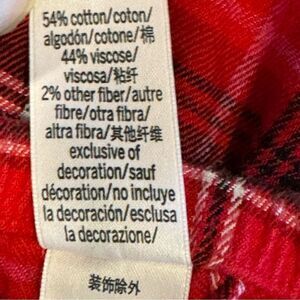 54% cotton/coton/
algodón/cotone/棉
44% viscose/
viscosa/粘纤
2% other fiber/autre
fibre/otra fibra/
altra fibra/其他纤维
exclusive of
decoration/sauf
décoration/no incluye
la decoración/esclusa
la decorazione/
装饰除外